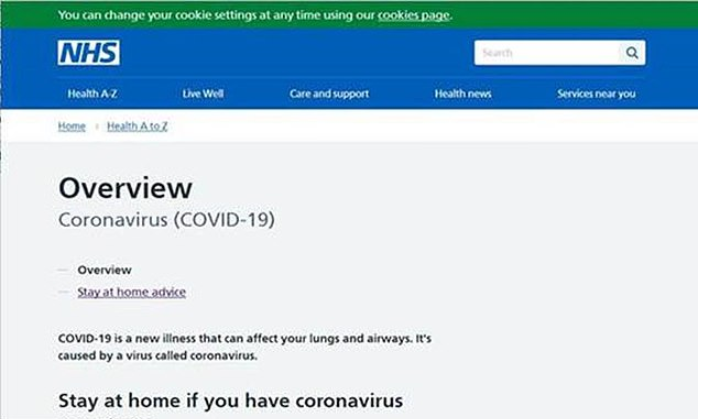 You can change your cookie settings at any time using our cookies page.
NHS
Search
Health A-Z Live Well Care and support Health news Services near you
Home Health A to Z
Overview
Coronavirus (COVID-19)
Overview
Stay at home advice
COVID-19 is a new illness that can affect your lungs and airways. It's
caused by a virus called coronavirus.
Stay at home if you have coronavirus